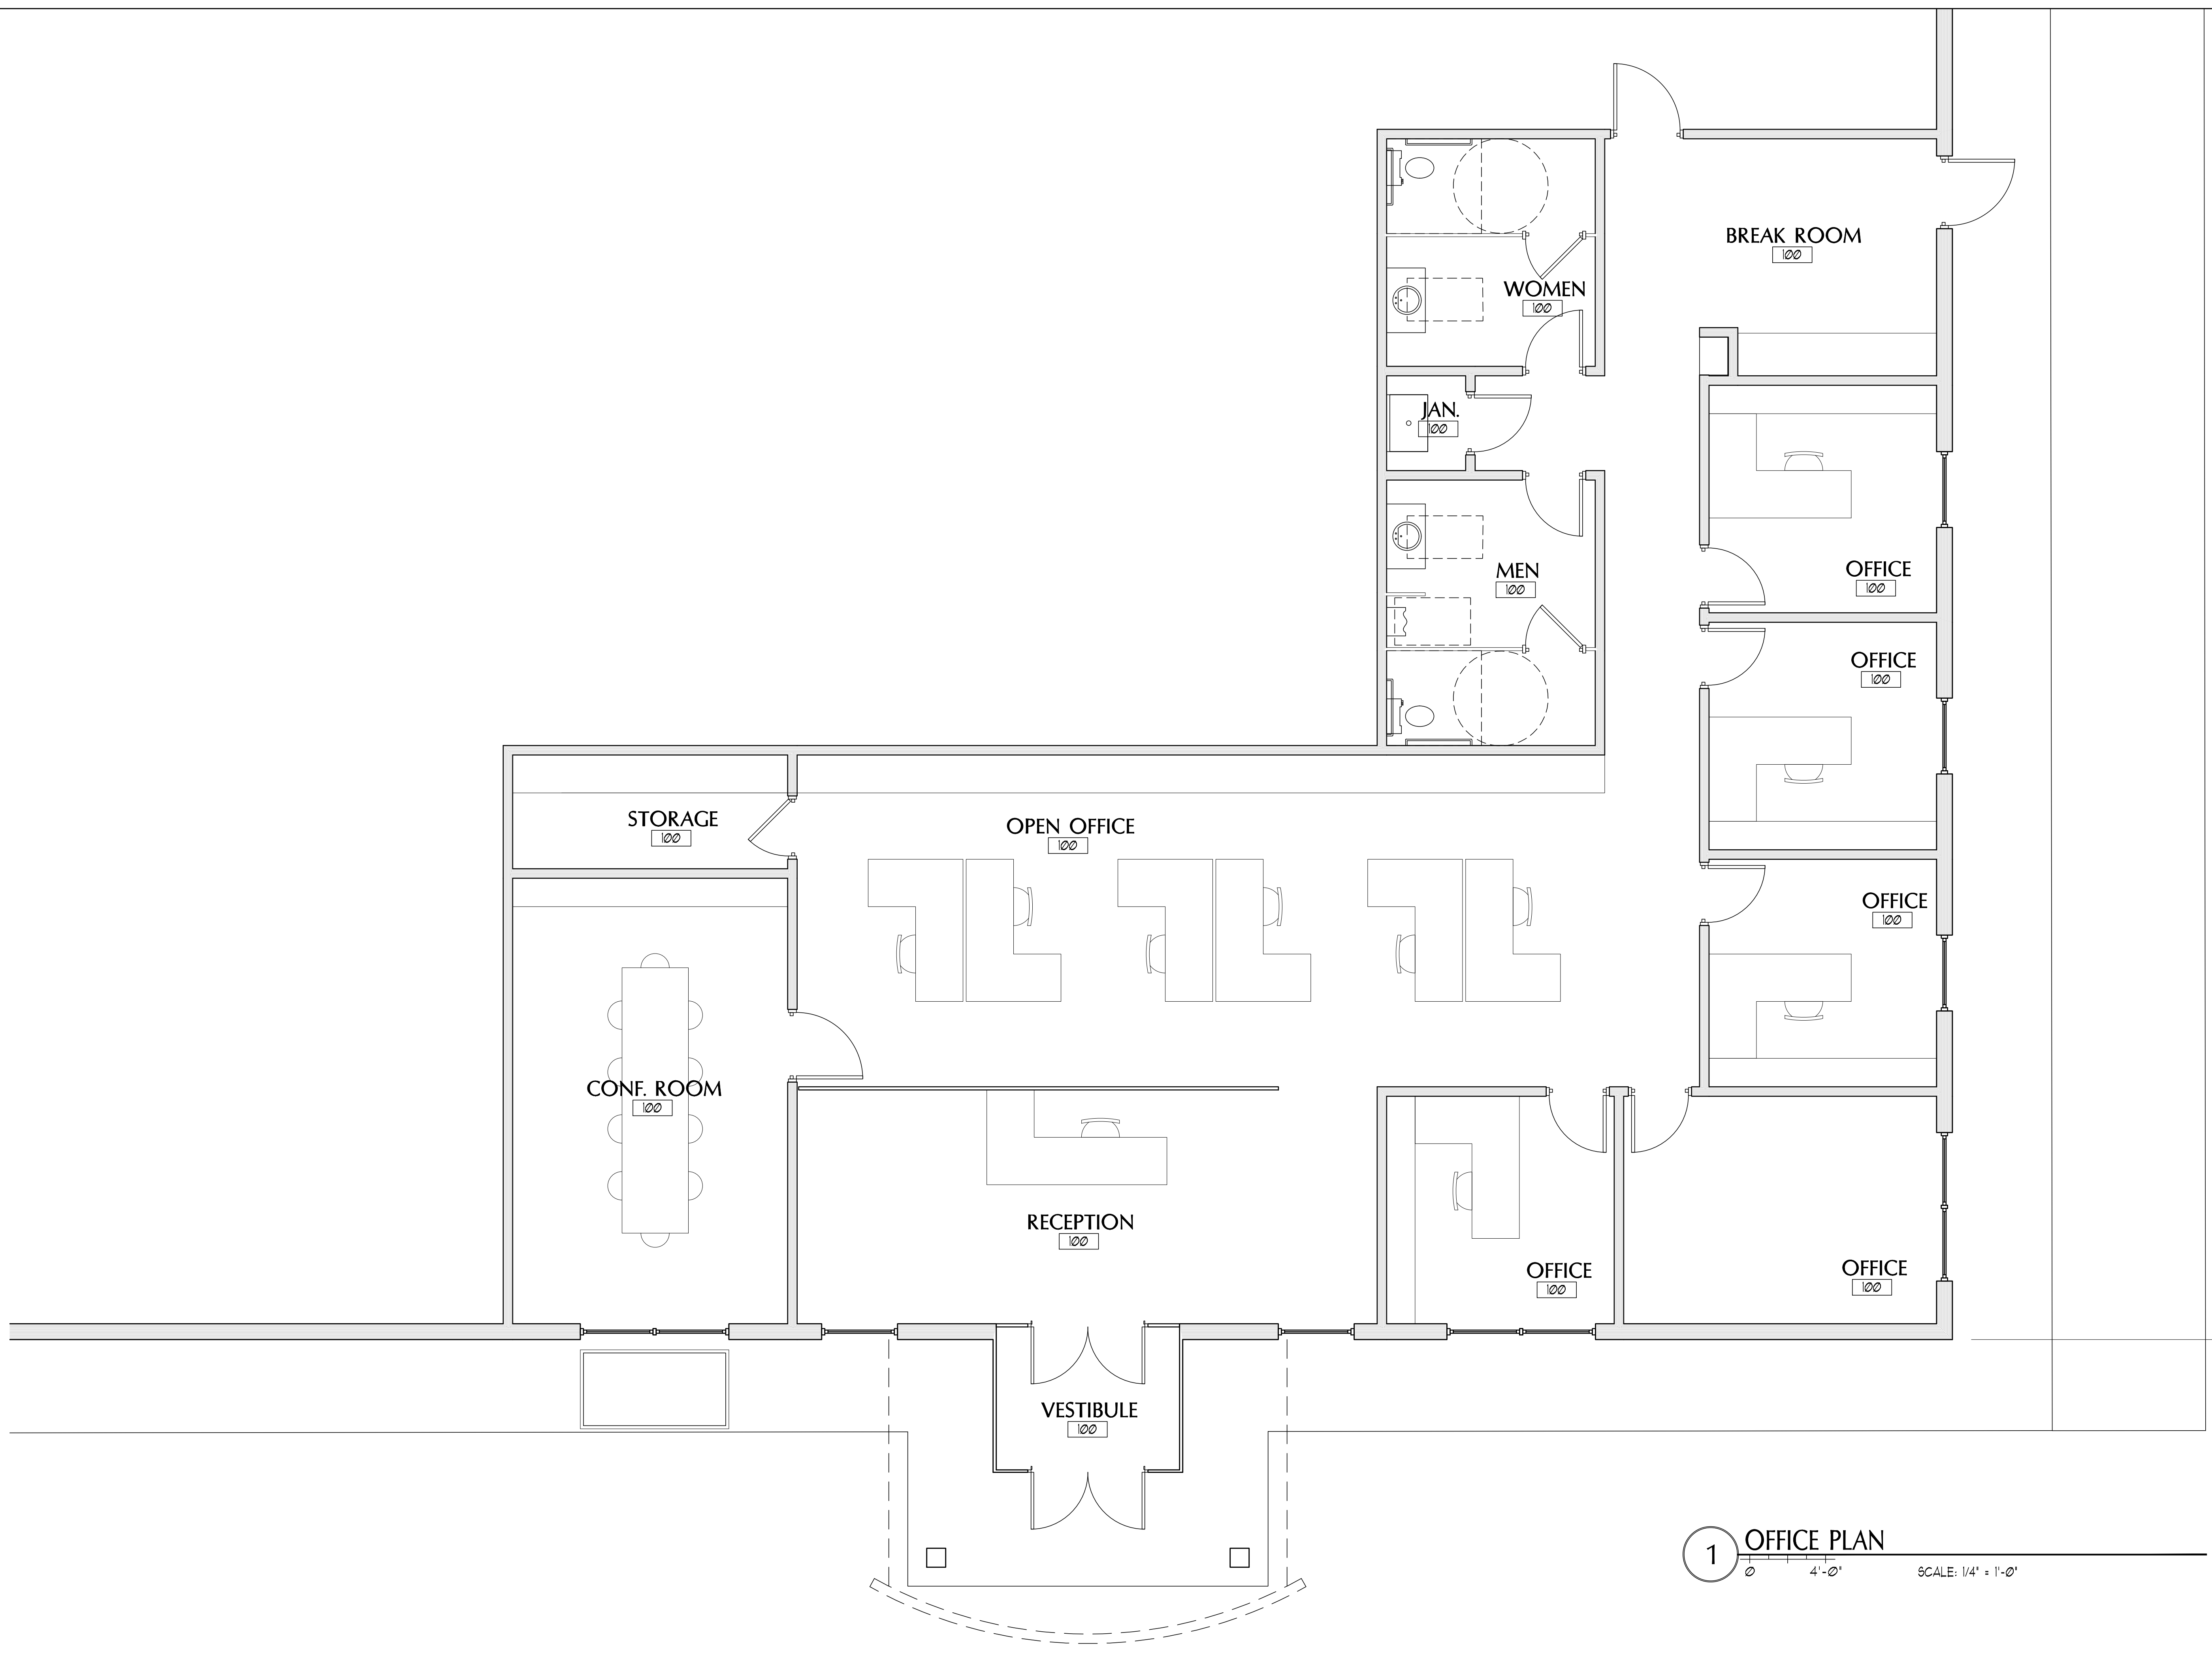 BREAK ROOM
100
WOMEN
100
JAN.
100
OFFICE
100
MEN
100
OFFICE
100
STORAGE
100
OPEN OFFICE
100
OFFICE
100
CONF. ROOM
100
RECEPTION
100
OFFICE
100
OFFICE
100
VESTIBULE
100
1 OFFICE PLAN
0 4'-0" SCALE: 1/4" = 1'-0"